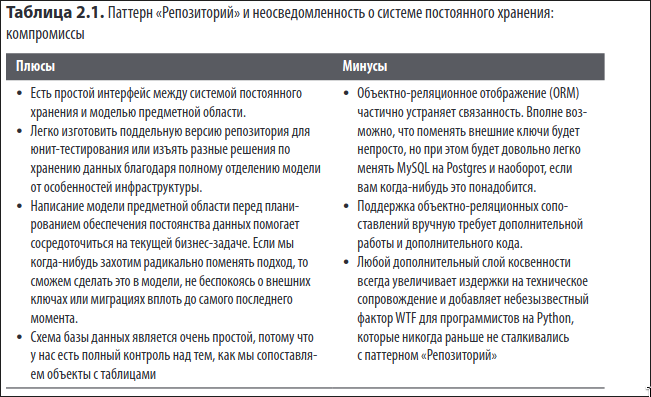 Таблица 2.1. Паттерн «Репозиторий» и неосведомленность о системе постоянного хранения:
компромиссы
Плюсы
• Есть простой интерфейс между системой постоянного
хранения и моделью предметной области.
• Легко изготовить поддельную версию репозитория для
юнит-тестирования или изъять разные решения по
хранению данных благодаря полному отделению модели
от особенностей инфраструктуры.
• Написание модели предметной области перед плани-
рованием обеспечения постоянства данных помогает
сосредоточиться на текущей бизнес-задаче. Если мы
когда-нибудь захотим радикально поменять подход, то
сможем сделать это в модели, не беспокоясь о внешних
ключах или миграциях вплоть до самого последнего
момента.
• Схема базы данных является очень простой, потому что
у нас есть полный контроль над тем, как мы сопоставля-
ем объекты с таблицами
Минусы
• Объектно-реляционное отображение (ORM)
частично устраняет связанность. Вполне воз-
можно, что поменять внешние ключи будет
непросто, но при этом будет довольно легко
менять MySQL на Postgres и наоборот, если
вам когда-нибудь это понадобится.
• Поддержка объектно-реляционных сопо-
ставлений вручную требует дополнительной
работы и дополнительного кода.
• Любой дополнительный слой косвенности
всегда увеличивает издержки на техническое
сопровождение и добавляет небезызвестный
фактор WTF для программистов на Python,
которые никогда раньше не сталкивались
с паттерном «Репозиторий»